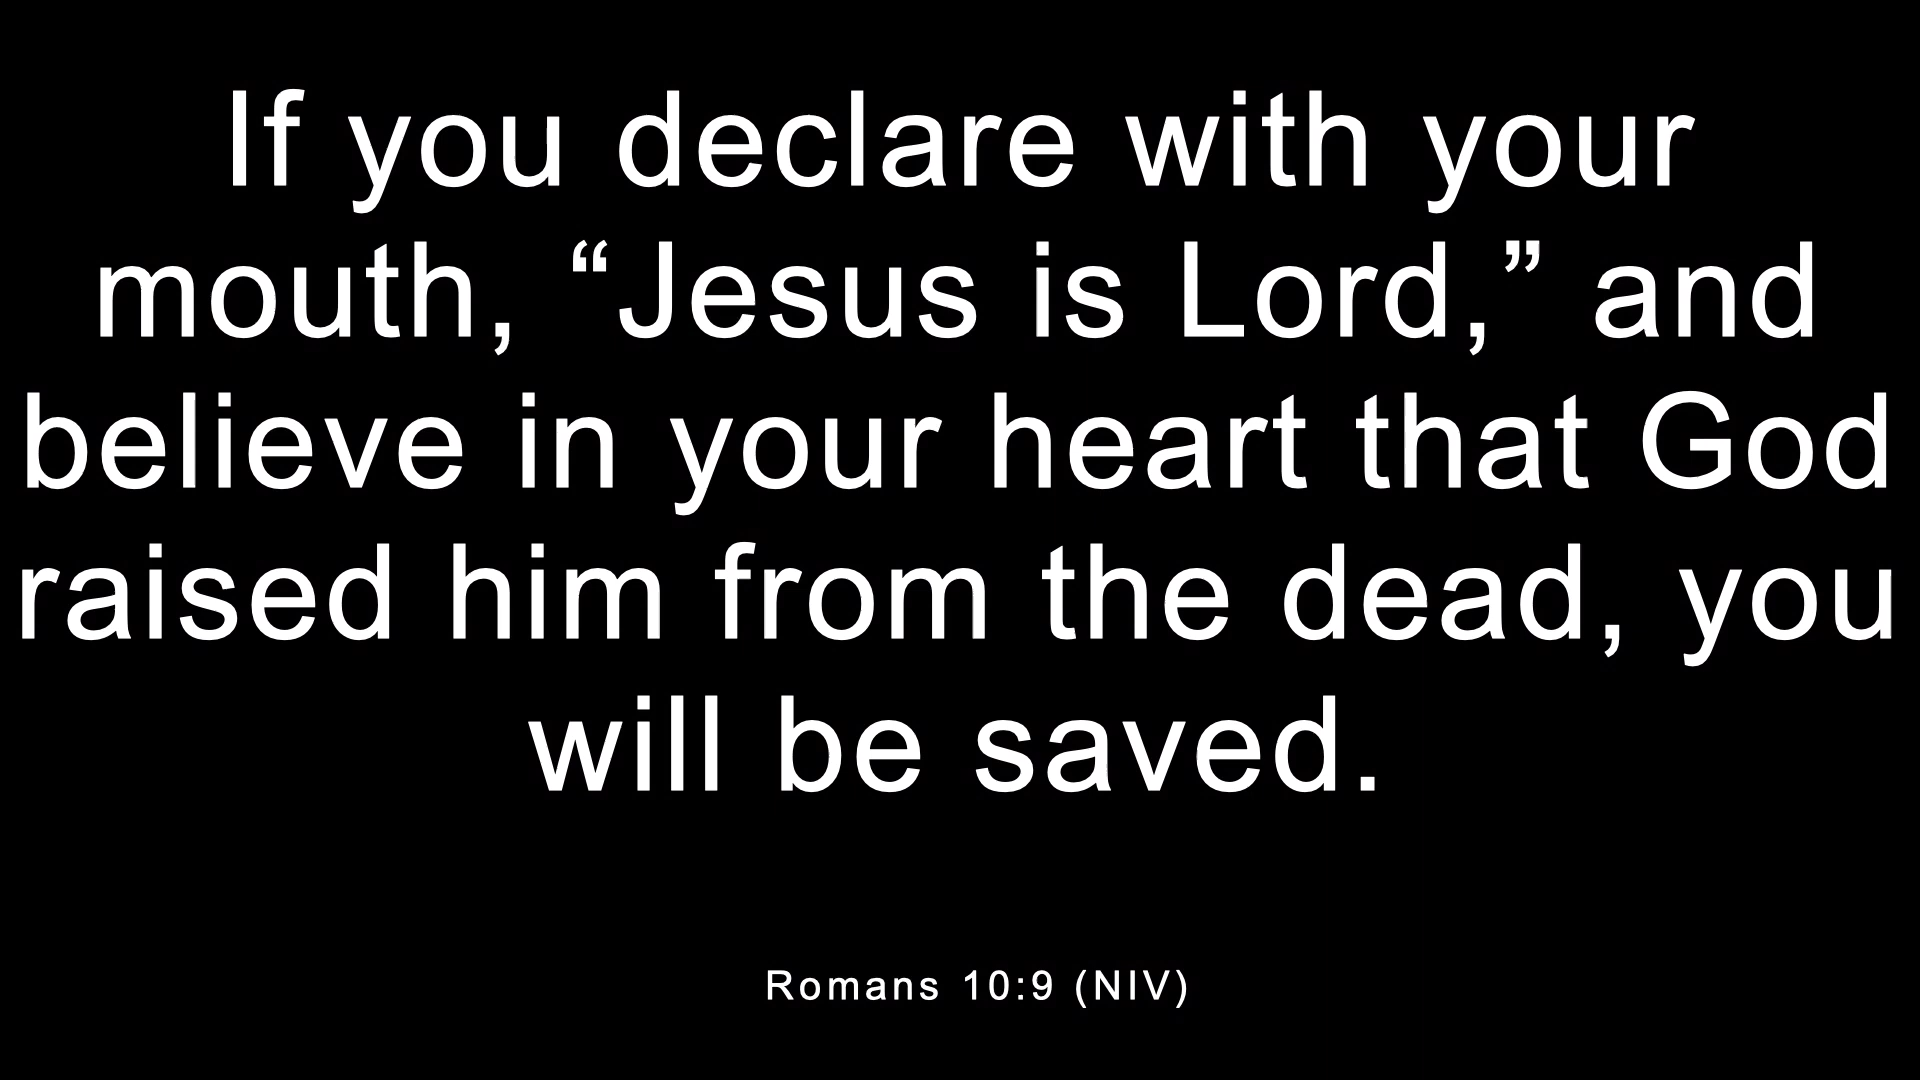 If you declare with your
mouth, “Jesus is Lord,” and
believe in your heart that God
raised him from the dead, you
will be saved.
Romans 10:9 (NIV)